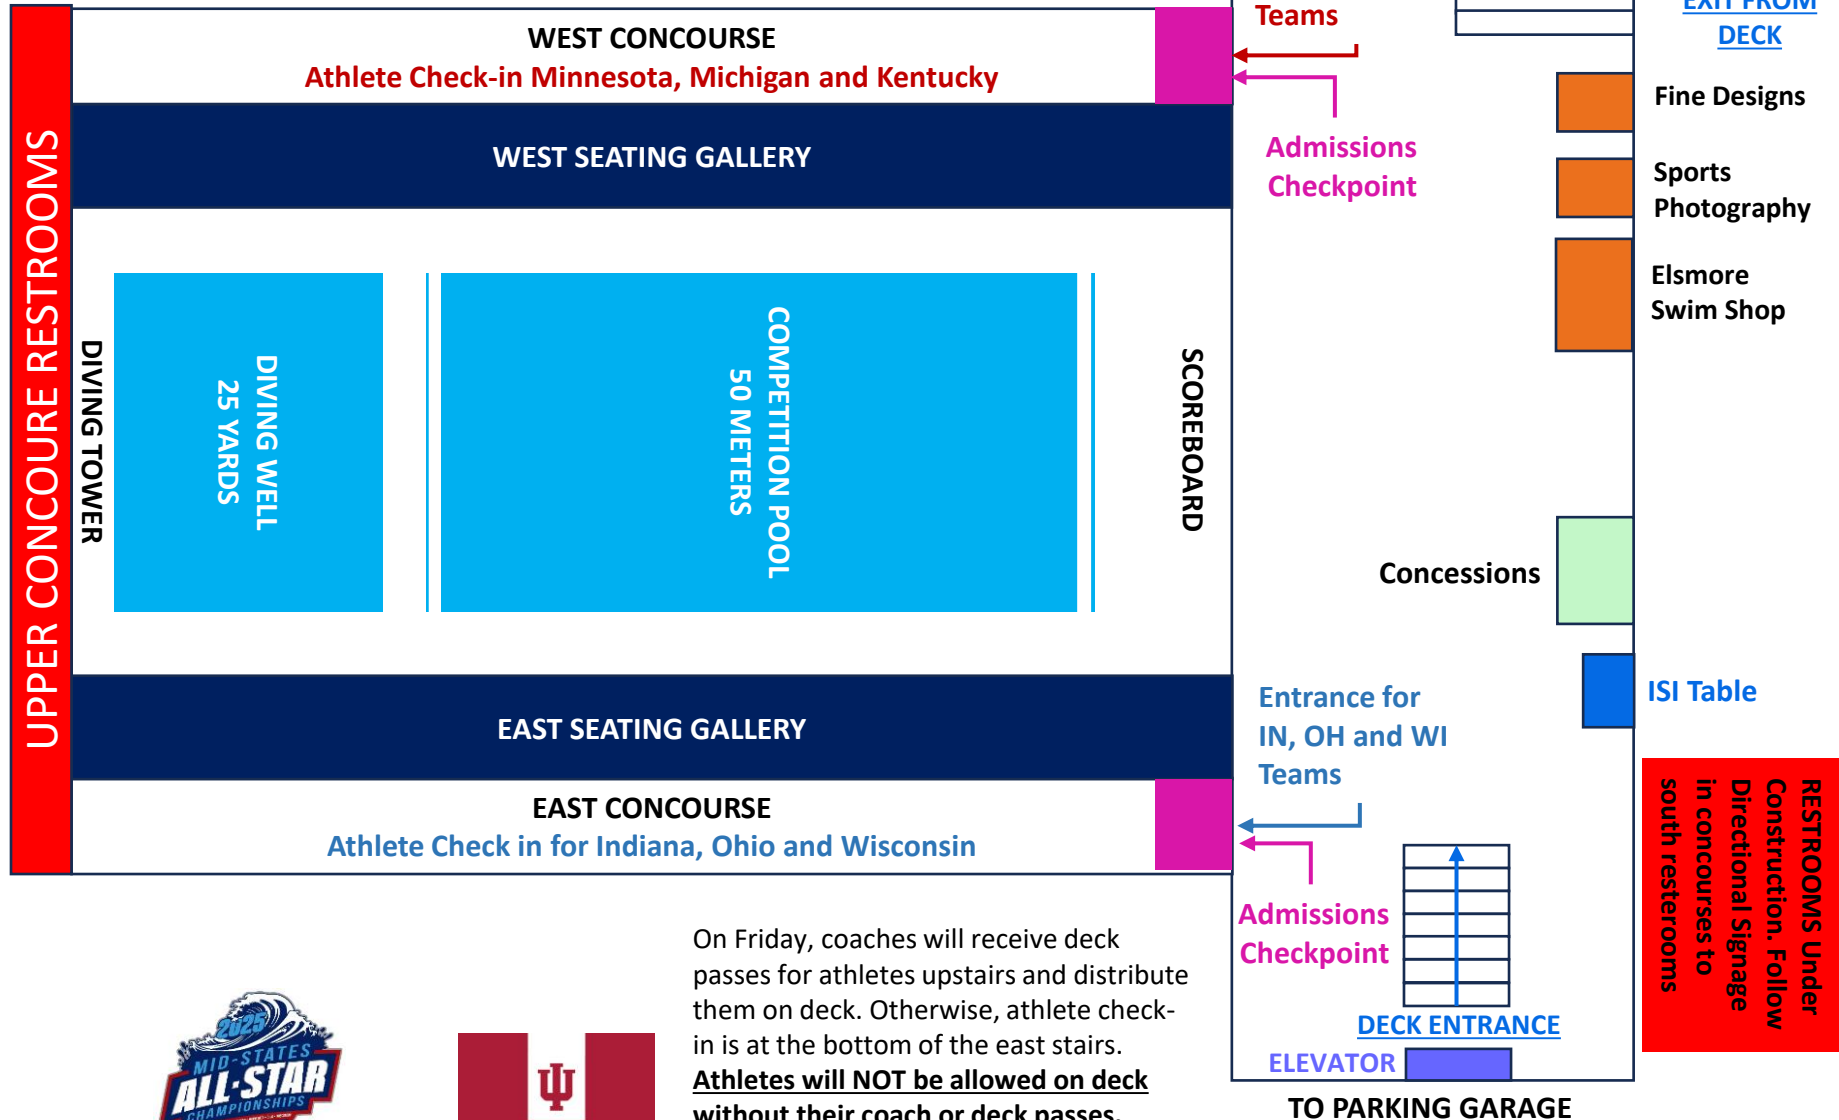 WEST CONCOURSE
Athlete Check-in Minnesota, Michigan and Kentucky
WEST SEATING GALLERY
UPPER CONCOURE RESTROOMS
DIVING TOWER
DIVING WELL
25 YARDS
COMPETITION POOL
50 METERS
SCOREBOARD
EAST SEATING GALLERY
EAST CONCOURSE
Athlete Check in for Indiana, Ohio and Wisconsin
Teams
Admissions
Checkpoint
EXIT FROM
DECK
Fine Designs
Sports
Photography
Elsmore
Swim Shop
Concessions
ISI Table
Entrance for
IN, OH and WI
Teams
Admissions
Checkpoint
RESTROOMS Under
Construction. Follow
Directional Signage
in concourses to
south resterooms
DECK ENTRANCE
ELEVATOR
TO PARKING GARAGE
On Friday, coaches will receive deck
passes for athletes upstairs and distribute
them on deck. Otherwise, athlete check-
in is at the bottom of the east stairs.
Athletes will NOT be allowed on deck
without their coach or deck passes.
2025
MID-STATES
ALL-STAR
CHAMPIONSHIPS